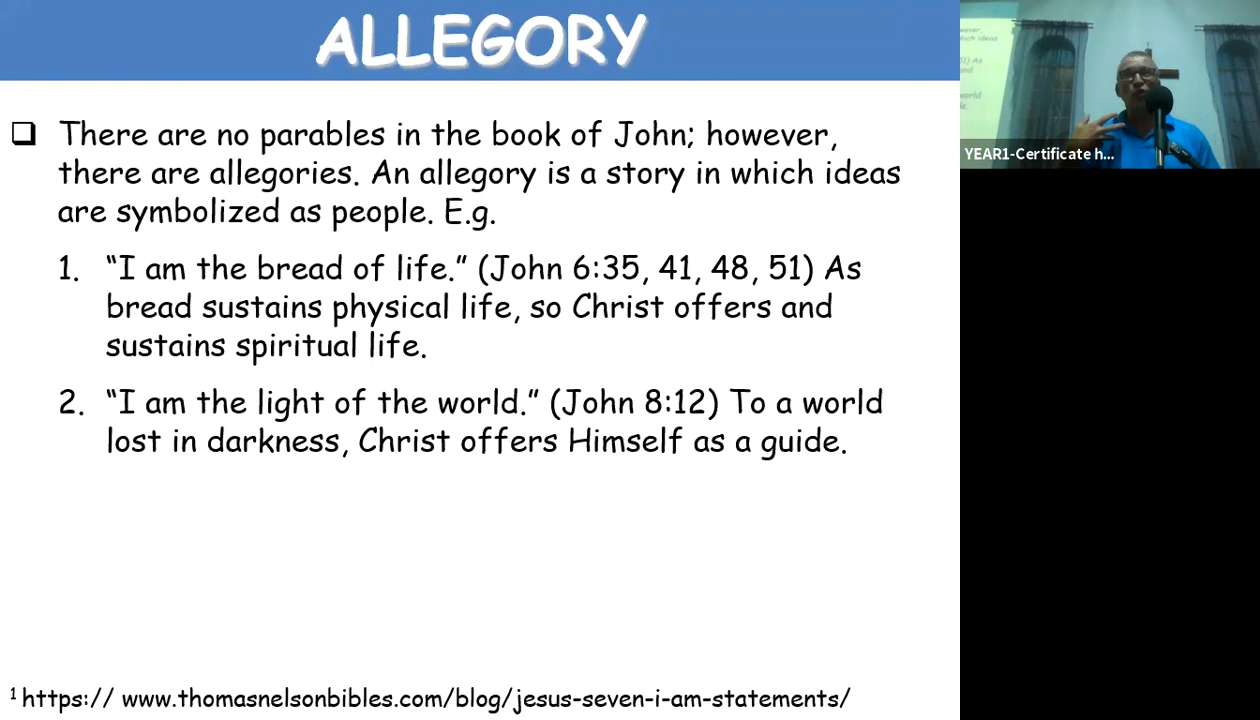 ALLEGORY
❑ There are no parables in the book of John; however,
there are allegories. An allegory is a story in which ideas
are symbolized as people. E.g.
1. “I am the bread of life.” (John 6:35, 41, 48, 51) As
bread sustains physical life, so Christ offers and
sustains spiritual life.
2. “I am the light of the world.” (John 8:12) To a world
lost in darkness, Christ offers Himself as a guide.
¹ https:// www.thomasnelsonbibles.com/blog/jesus-seven-i-am-statements/
YEAR1-Certificate h...